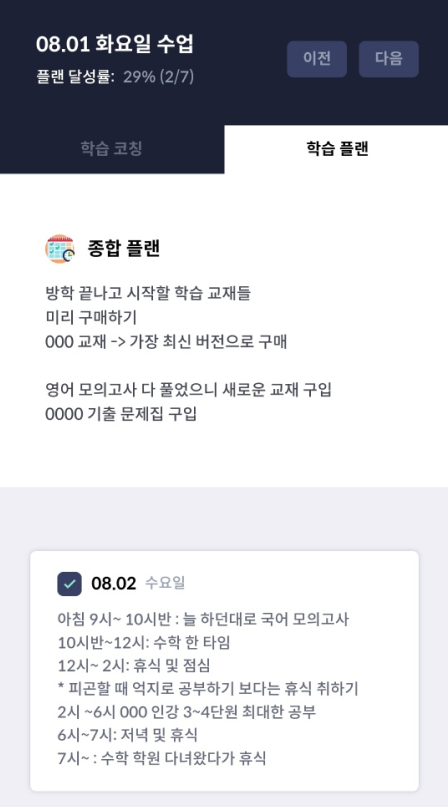 08.01 화요일 수업
플랜 달성률: 29% (2/7)
이전
다음
학습 코칭
학습 플랜
종합 플랜
방학 끝나고 시작할 학습 교재들
미리 구매하기
000 교재 -> 가장 최신 버전으로 구매
영어 모의고사 다 풀었으니 새로운 교재 구입
0000 기출 문제집 구입
08.02 수요일
아침 9시~ 10시반 : 늘 하던대로 국어 모의고사
10시반~12시: 수학 한 타임
12시~ 2시: 휴식 및 점심
* 피곤할 때 억지로 공부하기 보다는 휴식 취하기
2시 ~6시 000 인강 3~4단원 최대한 공부
6시~7시: 저녁 및 휴식
7시~ : 수학 학원 다녀왔다가 휴식